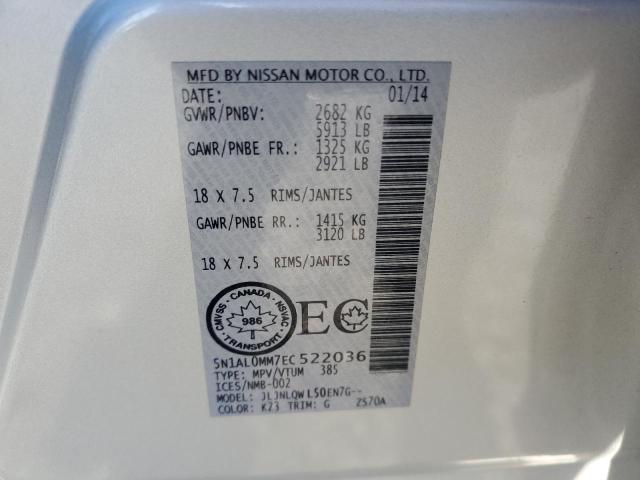 MFD BY NISSAN MOTOR CO., LTD.
DATE: 01/14
GVWR/PNBV: 2682 KG
5913 LB
GAWR/PNBE FR.: 1325 KG
2921 LB
18 X 7.5 RIMS/JANTES
GAWR/PNBE RR.: 1415 KG
3120 LB
18 X 7.5 RIMS/JANTES
CMVSS - CANADA - NSVAC
986
TRANSPORT
EC
5N1AL0MM7EC522036
TYPE: MPV/VTUM 385
ICES/NMB-002
MODEL: JLJNLQWL50EN7G--
COLOR: K23 TRIM: G Z570A